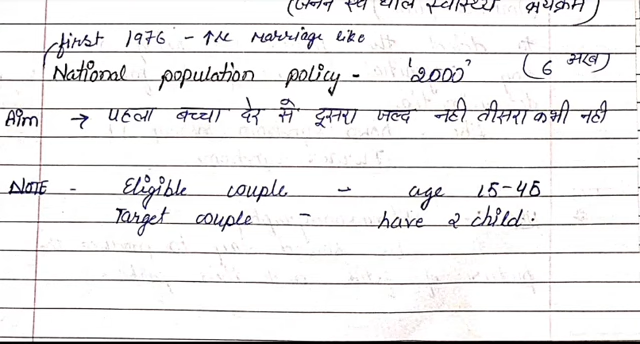 (जनन एवं बाल स्वास्थ्य कार्यक्रम)
first 1976 - ↑se marriage like
National population policy - '2000' (6 अरब)
Aim → पहला बच्चा देर से दूसरा जल्द नही तीसरा कभी नही
NOTE - Eligible couple - age 15-45
Target couple - have 2 child.